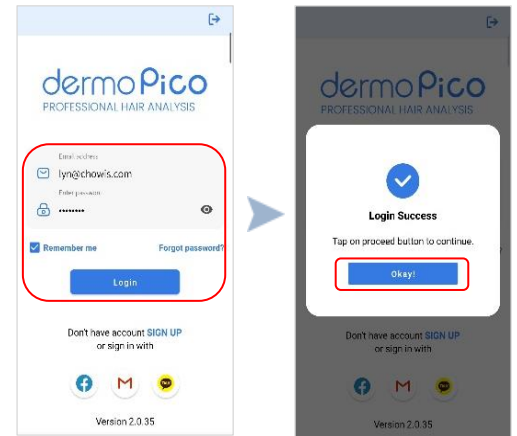 dermoPico
PROFESSIONAL HAIR ANALYSIS
Email address
lyn@chowis.com
Enter password
••••••••
Remember me
Forgot password?
Login
Don't have account SIGN UP
or sign in with
Version 2.0.35
dermoPico
PROFESSIONAL HAIR ANALYSIS
Login Success
Tap on proceed button to continue.
Okay!
Don't have account SIGN UP
or sign in with
Version 2.0.35